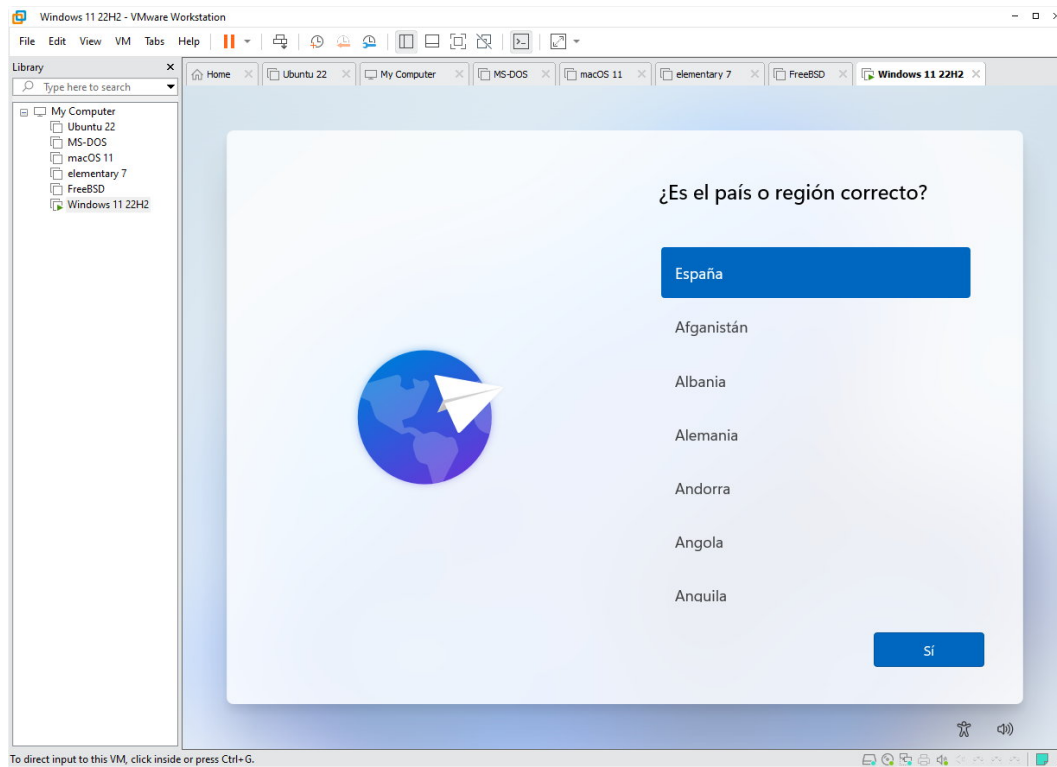 Windows 11 22H2 - VMware Workstation
File Edit View VM Tabs Help
Library
Type here to search
My Computer
Ubuntu 22
MS-DOS
macOS 11
elementary 7
FreeBSD
Windows 11 22H2
Home Ubuntu 22 My Computer MS-DOS macOS 11 elementary 7 FreeBSD Windows 11 22H2
¿Es el país o región correcto?
España
Afganistán
Albania
Alemania
Andorra
Angola
Anguila
Sí
To direct input to this VM, click inside or press Ctrl+G.